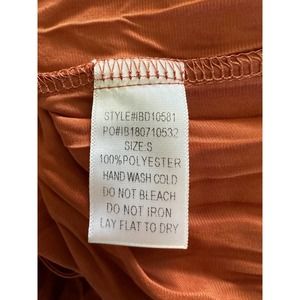 STYLE#IBD10581
PO#IB180710532
SIZE:S
100%POLYESTER
HAND WASH COLD
DO NOT BLEACH
DO NOT IRON
LAY FLAT TO DRY